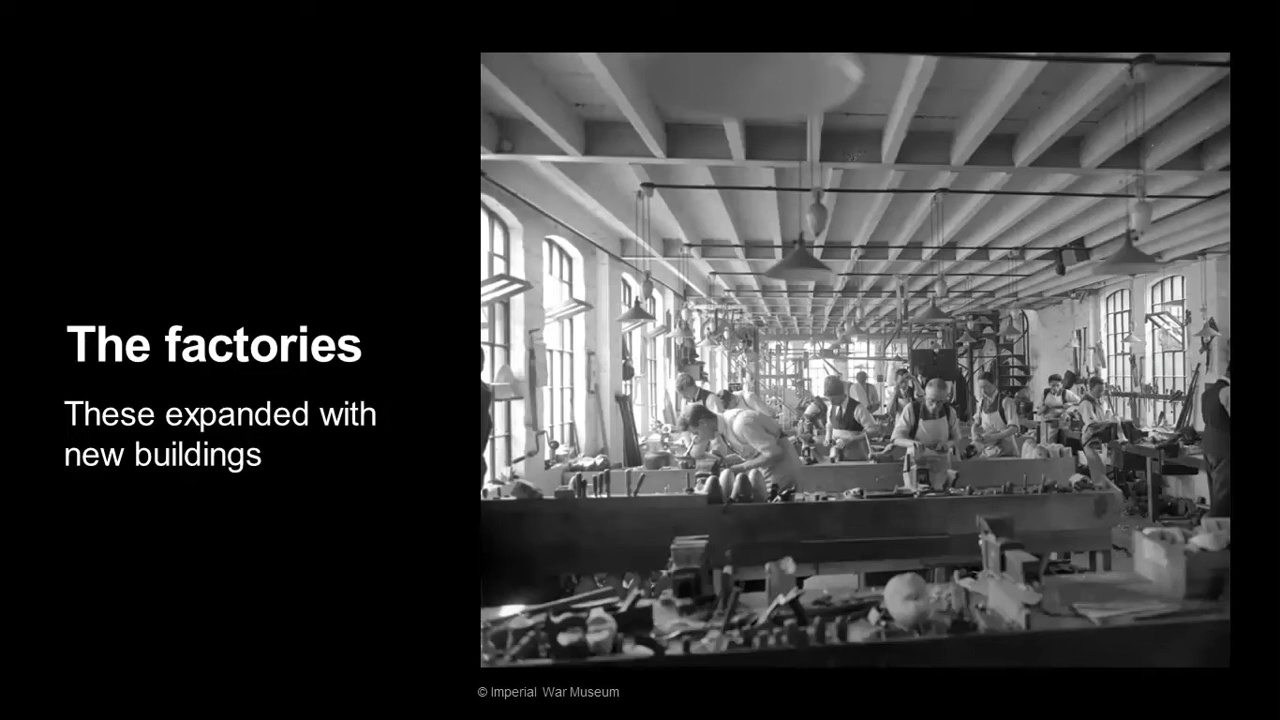 The factories
These expanded with
new buildings
© Imperial War Museum